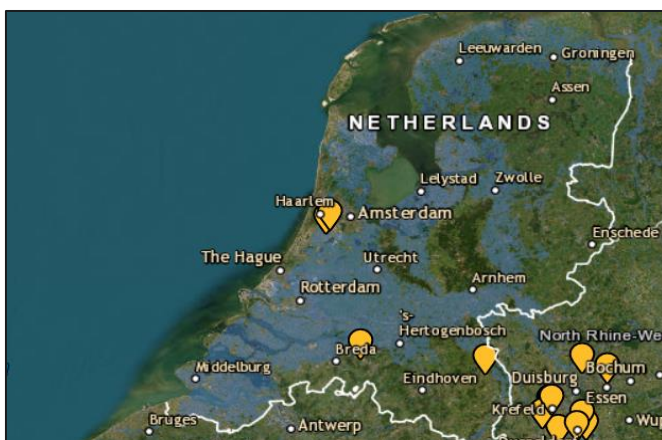 Leeuwarden
Groningen
Assen
NETHERLANDS
Lelystad
Zwolle
Haarlem
Amsterdam
Enschede
The Hague
Utrecht
Rotterdam
Arnhem
's-
Hertogenbosch
North Rhine-We
Breda
Middelburg
Eindhoven
Duisburg
Bochum
Essen
Krefeld
Bruges
Antwerp
Wup